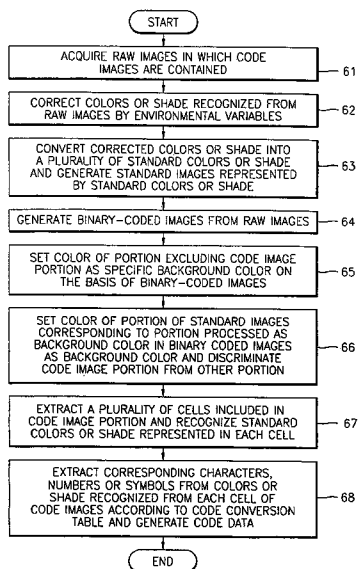 START
ACQUIRE RAW IMAGES IN WHICH CODE
IMAGES ARE CONTAINED
61
CORRECT COLORS OR SHADE RECOGNIZED FROM
RAW IMAGES BY ENVIRONMENTAL VARIABLES
62
CONVERT CORRECTED COLORS OR SHADE INTO
A PLURALITY OF STANDARD COLORS OR SHADE
AND GENERATE STANDARD IMAGES REPRESENTED
BY STANDARD COLORS OR SHADE
63
GENERATE BINARY-CODED IMAGES FROM RAW IMAGES
64
SET COLOR OF PORTION EXCLUDING CODE IMAGE
PORTION AS SPECIFIC BACKGROUND COLOR ON
THE BASIS OF BINARY-CODED IMAGES
65
SET COLOR OF PORTION OF STANDARD IMAGES
CORRESPONDING TO PORTION PROCESSED AS
BACKGROUND COLOR IN BINARY CODED IMAGES
AS BACKGROUND COLOR AND DISCRIMINATE
CODE IMAGE PORTION FROM OTHER PORTION
66
EXTRACT A PLURALITY OF CELLS INCLUDED IN
CODE IMAGE PORTION AND RECOGNIZE STANDARD
COLORS OR SHADE REPRESENTED IN EACH CELL
67
EXTRACT CORRESPONDING CHARACTERS,
NUMBERS OR SYMBOLS FROM COLORS OR
SHADE RECOGNIZED FROM EACH CELL OF
CODE IMAGES ACCORDING TO CODE CONVERSION
TABLE AND GENERATE CODE DATA
68
END